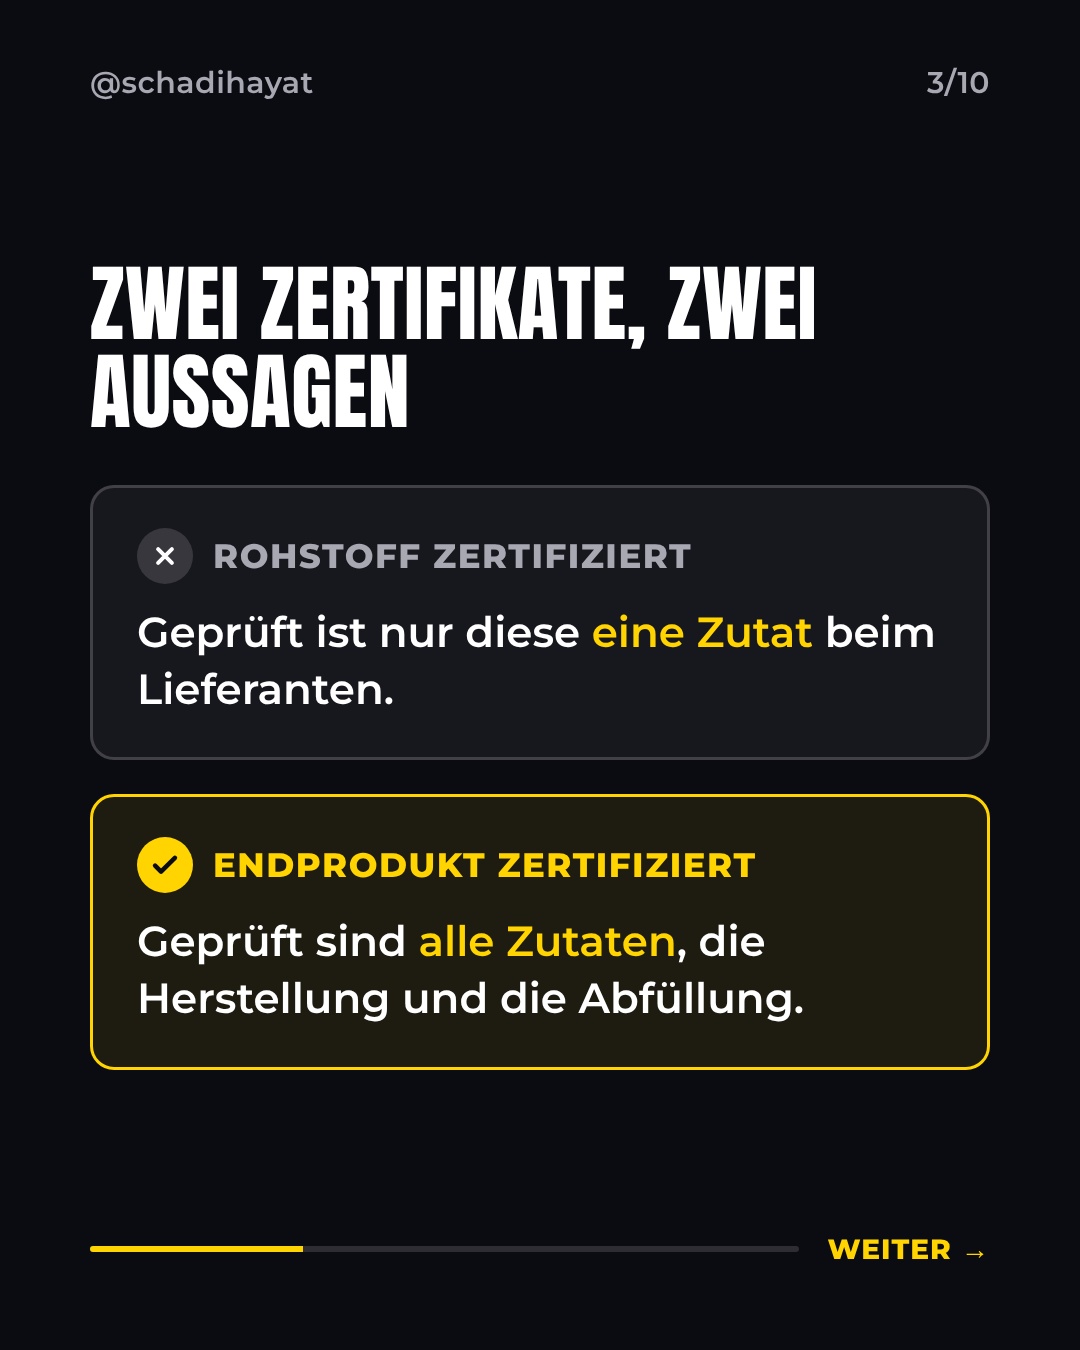 @schadihayat
3/10
ZWEI ZERTIFIKATE, ZWEI
AUSSAGEN
ROHSTOFF ZERTIFIZIERT
Geprüft ist nur diese eine Zutat beim
Lieferanten.
ENDPRODUKT ZERTIFIZIERT
Geprüft sind alle Zutaten, die
Herstellung und die Abfüllung.
WEITER →